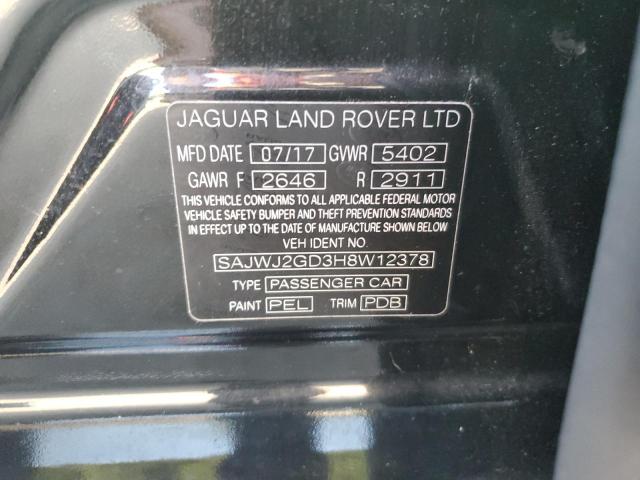 JAGUAR LAND ROVER LTD
MFD DATE 07/17 GVWR 5402
GAWR F 2646 R 2911
THIS VEHICLE CONFORMS TO ALL APPLICABLE FEDERAL MOTOR
VEHICLE SAFETY BUMPER AND THEFT PREVENTION STANDARDS
IN EFFECT UP TO THE DATE OF MANUFACTURE SHOWN BELOW
VEH IDENT NO.
SAJWJ2GD3H8W12378
TYPE PASSENGER CAR
PAINT PEL TRIM PDB